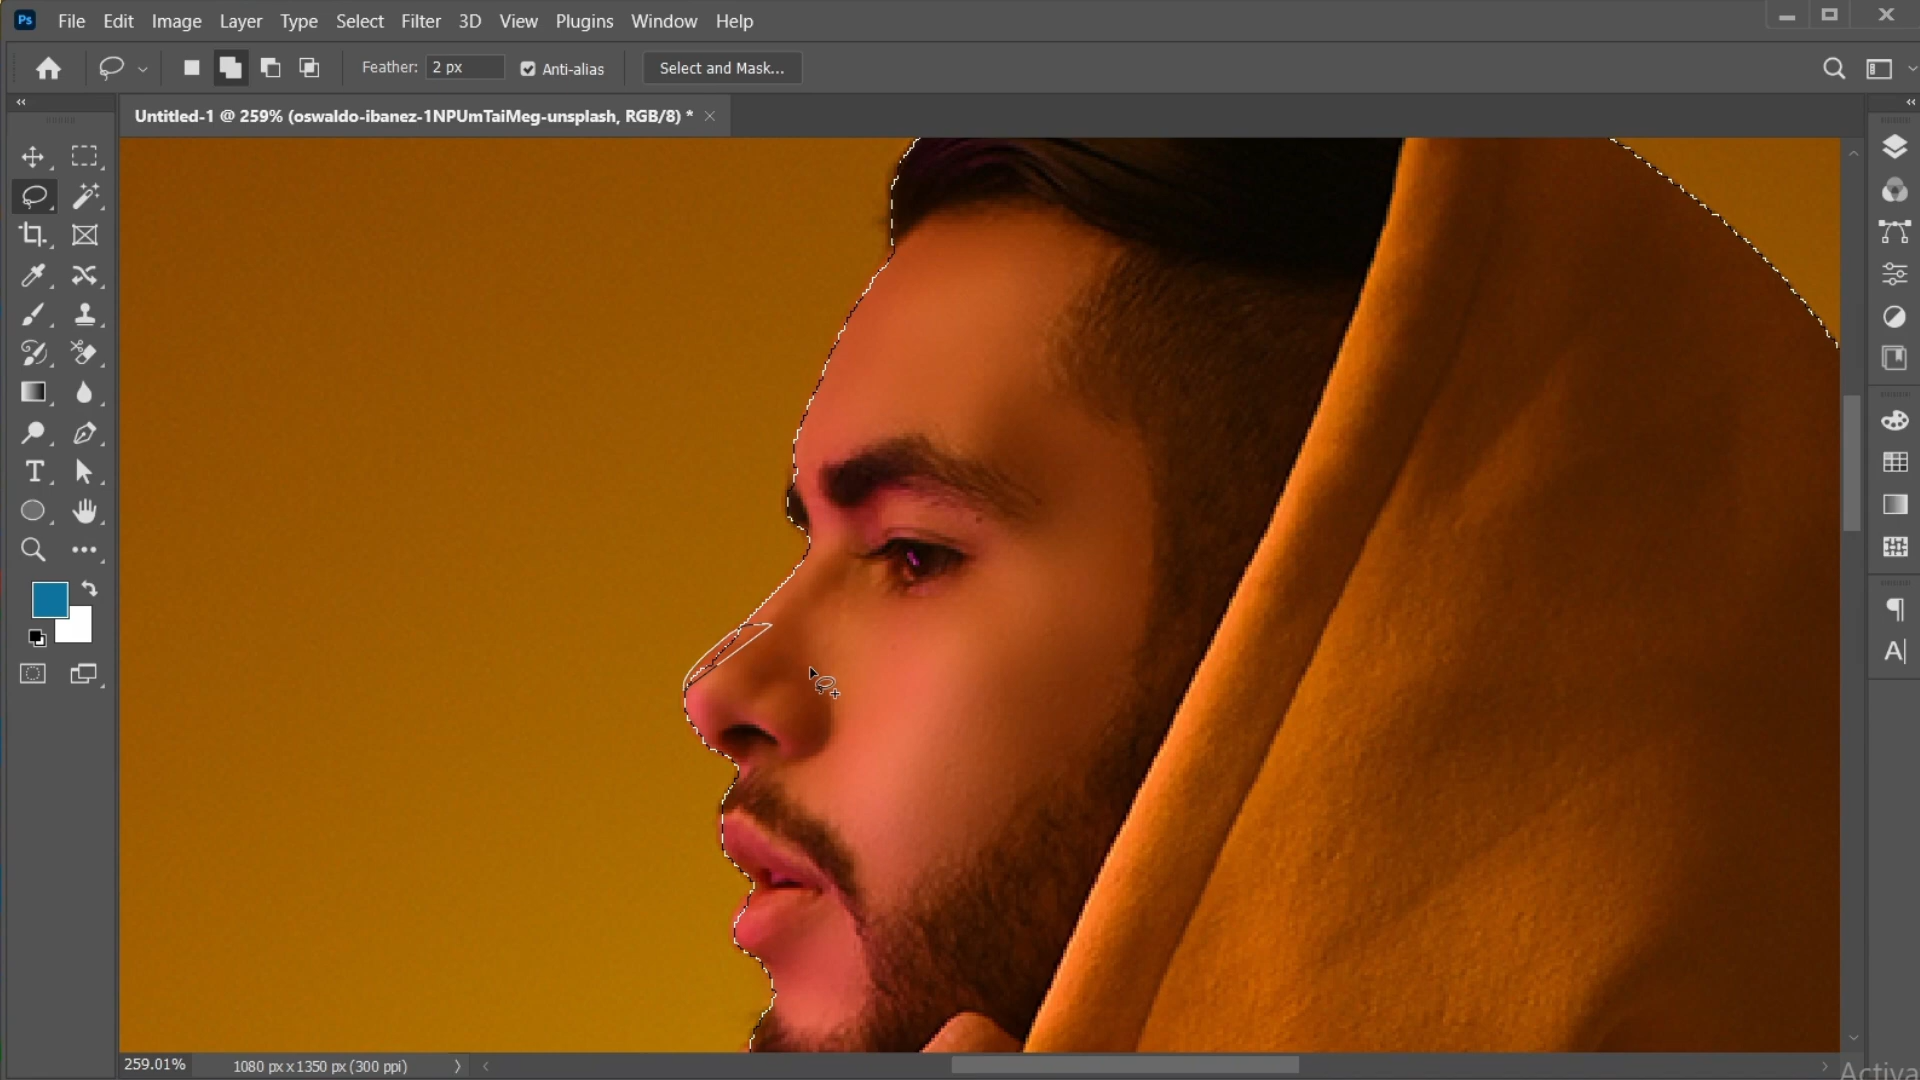 Ps File Edit Image Layer Type Select Filter 3D View Plugins Window Help
Feather: 2 px Anti-alias Select and Mask...
Untitled-1 @ 259% (oswaldo-ibanez-1NPUmTaiMeg-unsplash, RGB/8) *
T
A
259.01% 1080 px x 1350 px (300 ppi)
Activa